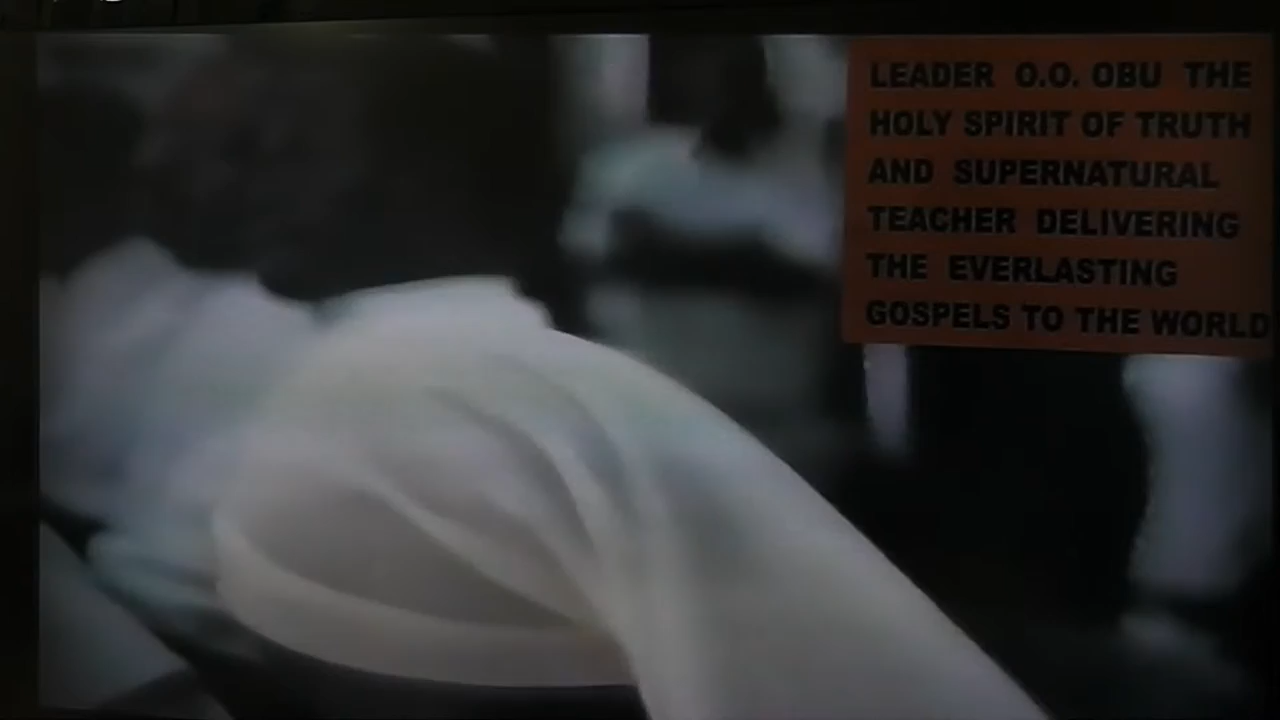 LEADER O.O. OBU THE
HOLY SPIRIT OF TRUTH
AND SUPERNATURAL
TEACHER DELIVERING
THE EVERLASTING
GOSPELS TO THE WORLD